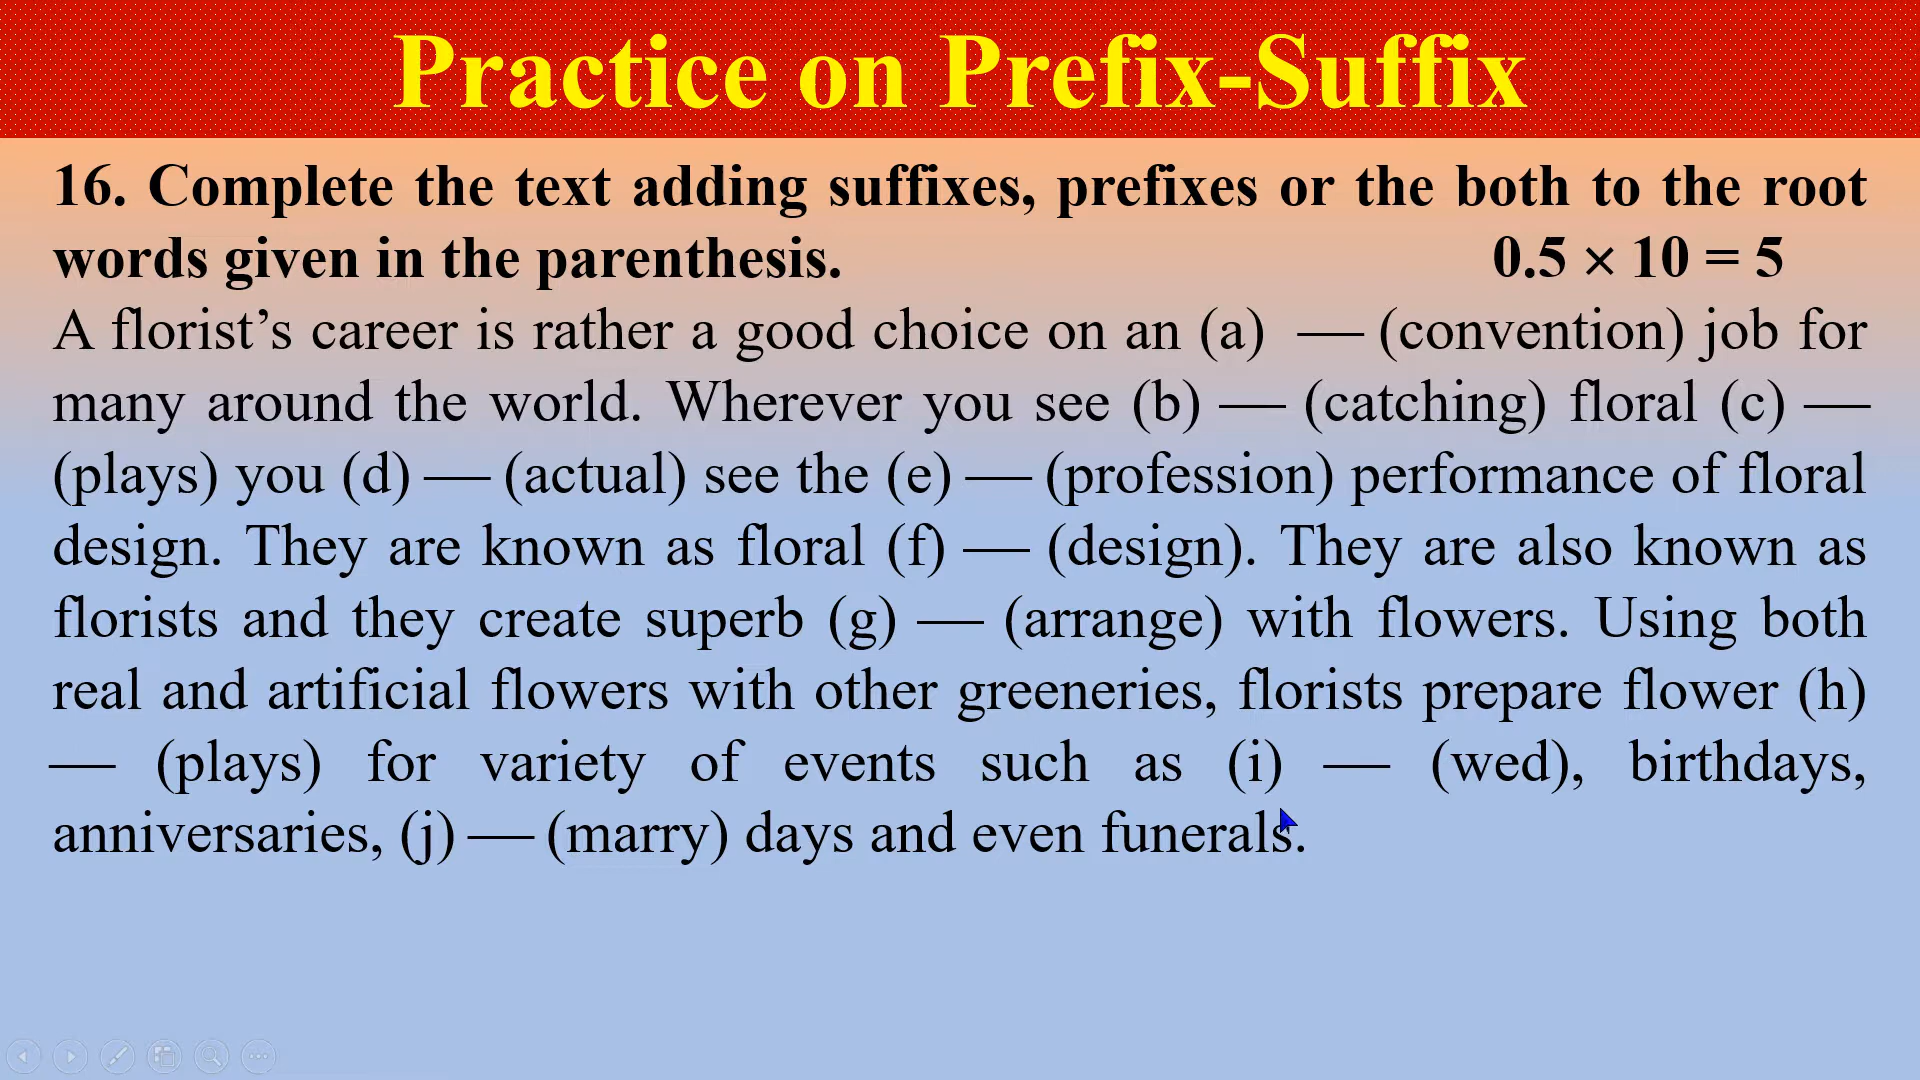 Practice on Prefix-Suffix
16. Complete the text adding suffixes, prefixes or the both to the root
words given in the parenthesis. 0.5 × 10 = 5
A florist’s career is rather a good choice on an (a) — (convention) job for
many around the world. Wherever you see (b) — (catching) floral (c) —
(plays) you (d) — (actual) see the (e) — (profession) performance of floral
design. They are known as floral (f) — (design). They are also known as
florists and they create superb (g) — (arrange) with flowers. Using both
real and artificial flowers with other greeneries, florists prepare flower (h)
— (plays) for variety of events such as (i) — (wed), birthdays,
anniversaries, (j) — (marry) days and even funerals.